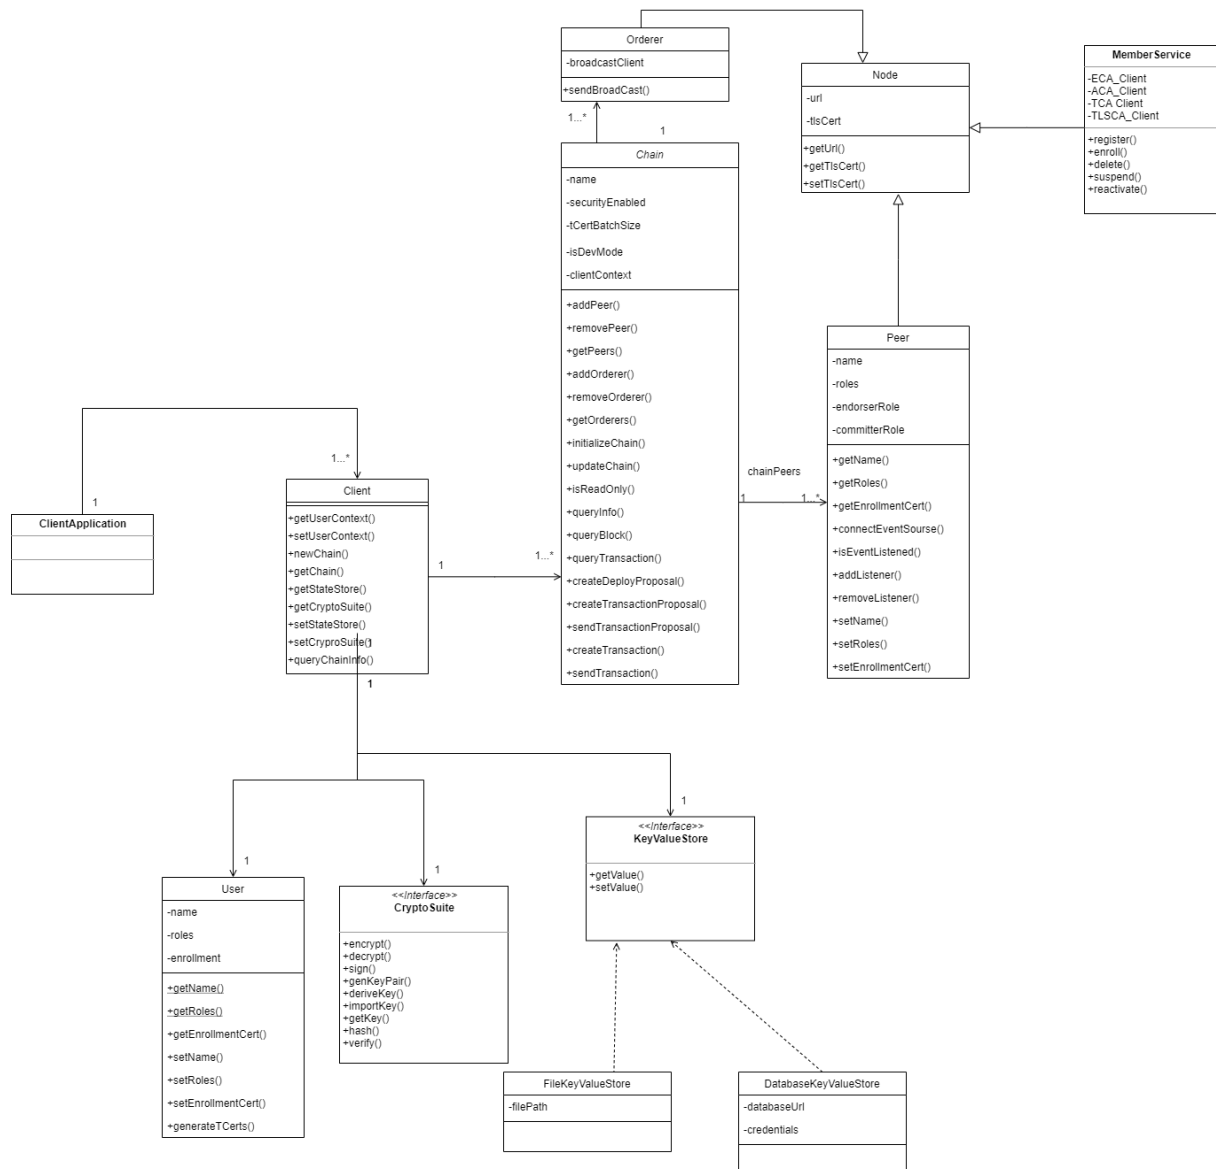 Orderer
-broadcastClient
+sendBroadCast()
Node
-url
-tlsCert
+getUrl()
+getTlsCert()
+setTlsCert()
MemberService
-ECA_Client
-ACA_Client
-TCA Client
-TLSCA_Client
+register()
+enroll()
+delete()
+suspend()
+reactivate()
1...*
1
Chain
-name
-securityEnabled
-tCertBatchSize
-isDevMode
-clientContext
+addPeer()
+removePeer()
+getPeers()
+addOrderer()
+removeOrderer()
+getOrderers()
+initializeChain()
+updateChain()
+isReadOnly()
+queryInfo()
+queryBlock()
+queryTransaction()
+createDeployProposal()
+createTransactionProposal()
+sendTransactionProposal()
+createTransaction()
+sendTransaction()
chainPeers
1
1...*
Peer
-name
-roles
-endorserRole
-committerRole
+getName()
+getRoles()
+getEnrollmentCert()
+connectEventSourse()
+isEventListened()
+addListener()
+removeListener()
+setName()
+setRoles()
+setEnrollmentCert()
1...*
1
ClientApplication
Client
+getUserContext()
+setUserContext()
+newChain()
+getChain()
+getStateStore()
+getCryptoSuite()
+setStateStore()
+setCryproSuite()
+queryChainInfo()
1
1...*
1
1
1
1
1
<<Interface>>
KeyValueStore
+getValue()
+setValue()
User
-name
-roles
-enrollment
+getName()
+getRoles()
+getEnrollmentCert()
+setName()
+setRoles()
+setEnrollmentCert()
+generateTCerts()
<<Interface>>
CryptoSuite
+encrypt()
+decrypt()
+sign()
+genKeyPair()
+deriveKey()
+importKey()
+getKey()
+hash()
+verify()
FileKeyValueStore
-filePath
DatabaseKeyValueStore
-databaseUrl
-credentials